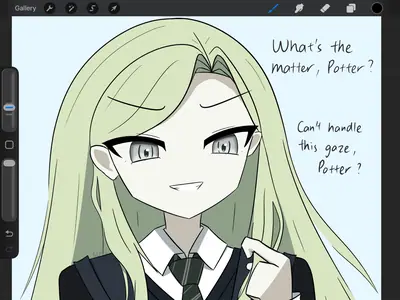 Gallery
What's the
matter, Potter?
Can't handle
this gaze,
Potter?